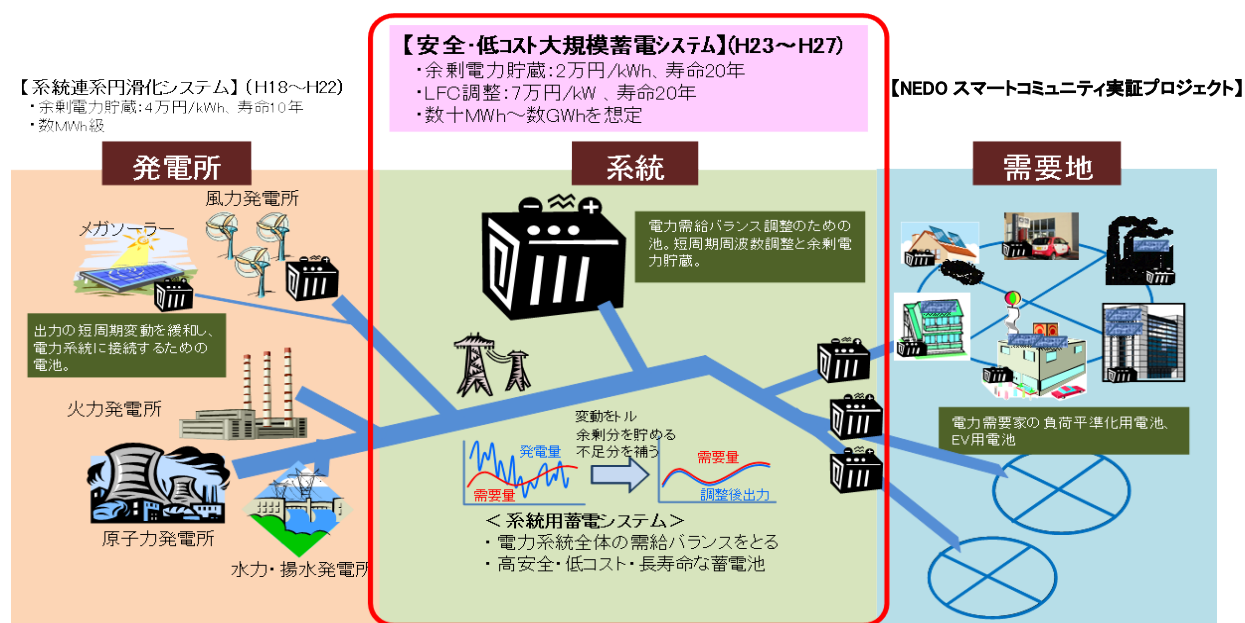 【安全・低コスト大規模蓄電システム】(H23～H27)
・余剰電力貯蔵:2万円/kWh、寿命20年
・LFC調整:7万円/kW 、寿命20年
・数十MWh～数GWhを想定
【系統連系円滑化システム】(H18～H22)
・余剰電力貯蔵:4万円/kWh、寿命10年
・数MWh級
【NEDO スマートコミュニティ実証プロジェクト】
発電所
系統
需要地
風力発電所
メガソーラー
出力の短周期変動を緩和し、
電力系統に接続するための
電池。
火力発電所
原子力発電所
水力・揚水発電所
電力需給バランス調整のための
池。短周期周波数調整と余剰電
力貯蔵。
変動をトル
余剰分を貯める
不足分を補う
発電量
需要量
需要量
調整後出力
＜系統用蓄電システム＞
・電力系統全体の需給バランスをとる
・高安全・低コスト・長寿命な蓄電池
電力需要家の負荷平準化用電池、
EV用電池